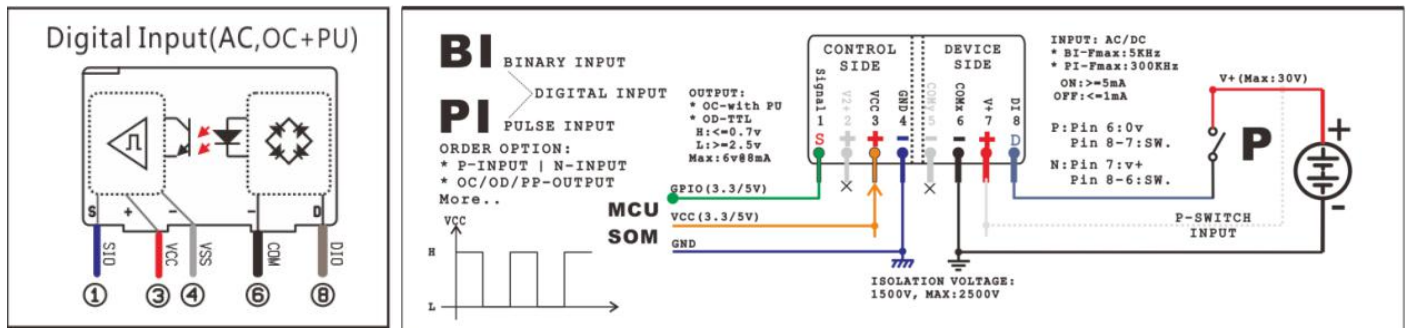 Digital Input(AC,OC+PU)
S
+
-
-
D
SIO
VCC
VSS
COM
DIO
①
③
④
⑥
⑧
BI BINARY INPUT
DIGITAL INPUT
PI PULSE INPUT
ORDER OPTION:
* P-INPUT | N-INPUT
* OC/OD/PP-OUTPUT
More..
VCC
H
L
OUTPUT:
* OC-with PU
* OD-TTL
H:<=0.7v
L:>=2.5v
Max:6v@8mA
MCU
SOM
GPIO(3.3/5V)
VCC(3.3/5V)
GND
CONTROL SIDE
DEVICE SIDE
Signal 1
V2+ 2
VCC 3
GND 4
COMy 5
COMx 6
V+ 7
DI 8
S
+
+
-
-
-
+
D
ISOLATION VOLTAGE:
1500V, MAX:2500V
INPUT: AC/DC
* BI-Fmax:5KHz
* PI-Fmax:300KHz
ON:>=5mA
OFF:<=1mA
P:Pin 6:0v
Pin 8-7:SW.
N:Pin 7:v+
Pin 8-6:SW.
V+(Max:30V)
P
+
-
P-SWITCH
INPUT